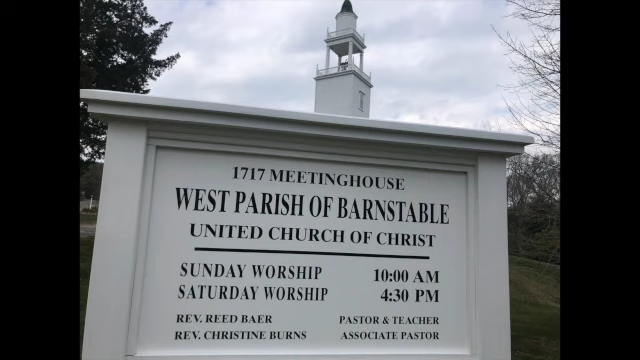 1717 MEETINGHOUSE
WEST PARISH OF BARNSTABLE
UNITED CHURCH OF CHRIST
SUNDAY WORSHIP 10:00 AM
SATURDAY WORSHIP 4:30 PM
REV. REED BAER PASTOR & TEACHER
REV. CHRISTINE BURNS ASSOCIATE PASTOR